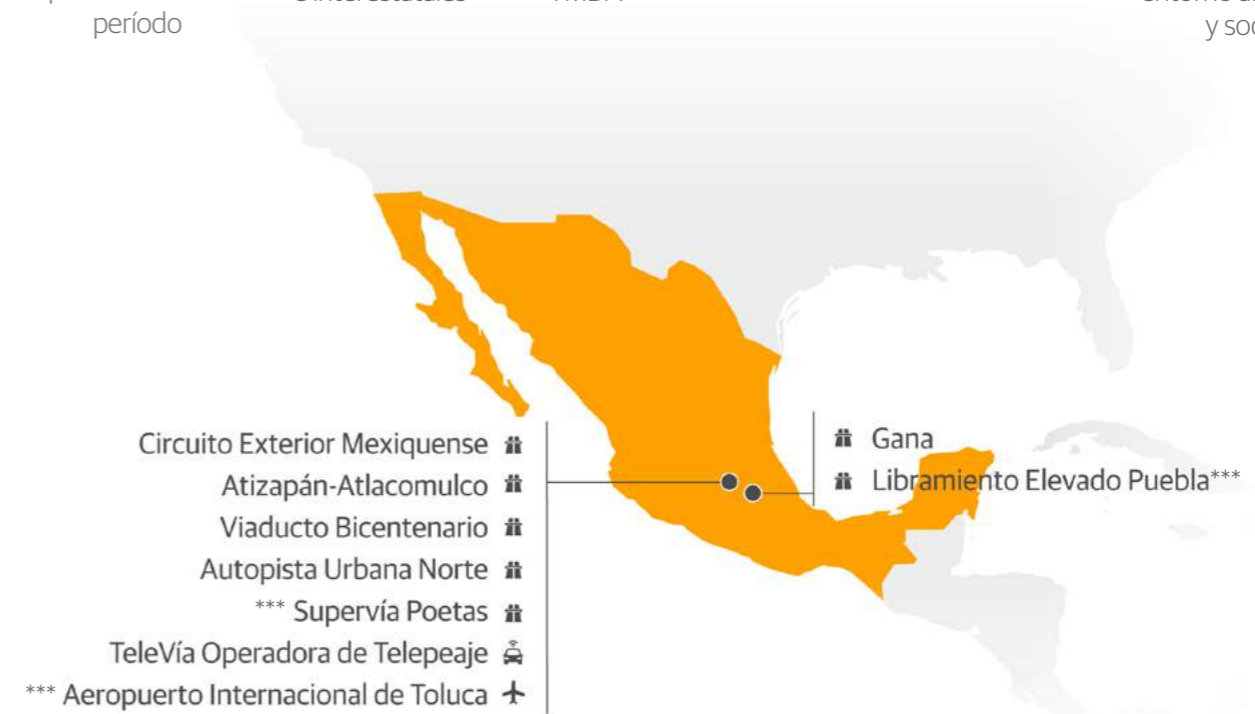 período
y
Circuito Exterior Mexiquense
Atizapán-Atlacomulco
Viaducto Bicentenario
Autopista Urbana Norte
*** Supervía Poetas
TeleVía Operadora de Telepeaje
*** Aeropuerto Internacional de Toluca
Gana
Libramiento Elevado Puebla***